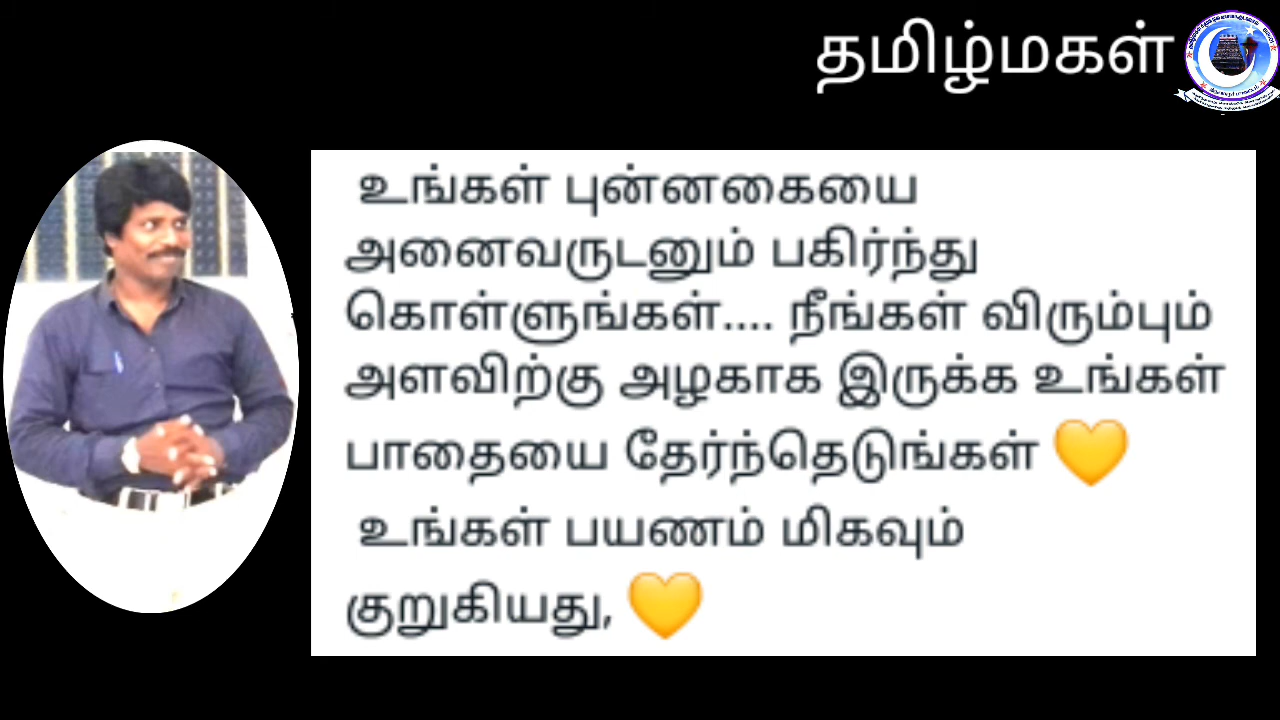 தமிழ்மகள்
உங்கள் புன்னகையை
அனைவருடனும் பகிர்ந்து
கொள்ளுங்கள்.... நீங்கள் விரும்பும்
அளவிற்கு அழகாக இருக்க உங்கள்
பாதையை தேர்ந்தெடுங்கள் 💛
உங்கள் பயணம் மிகவும்
குறுகியது, 💛